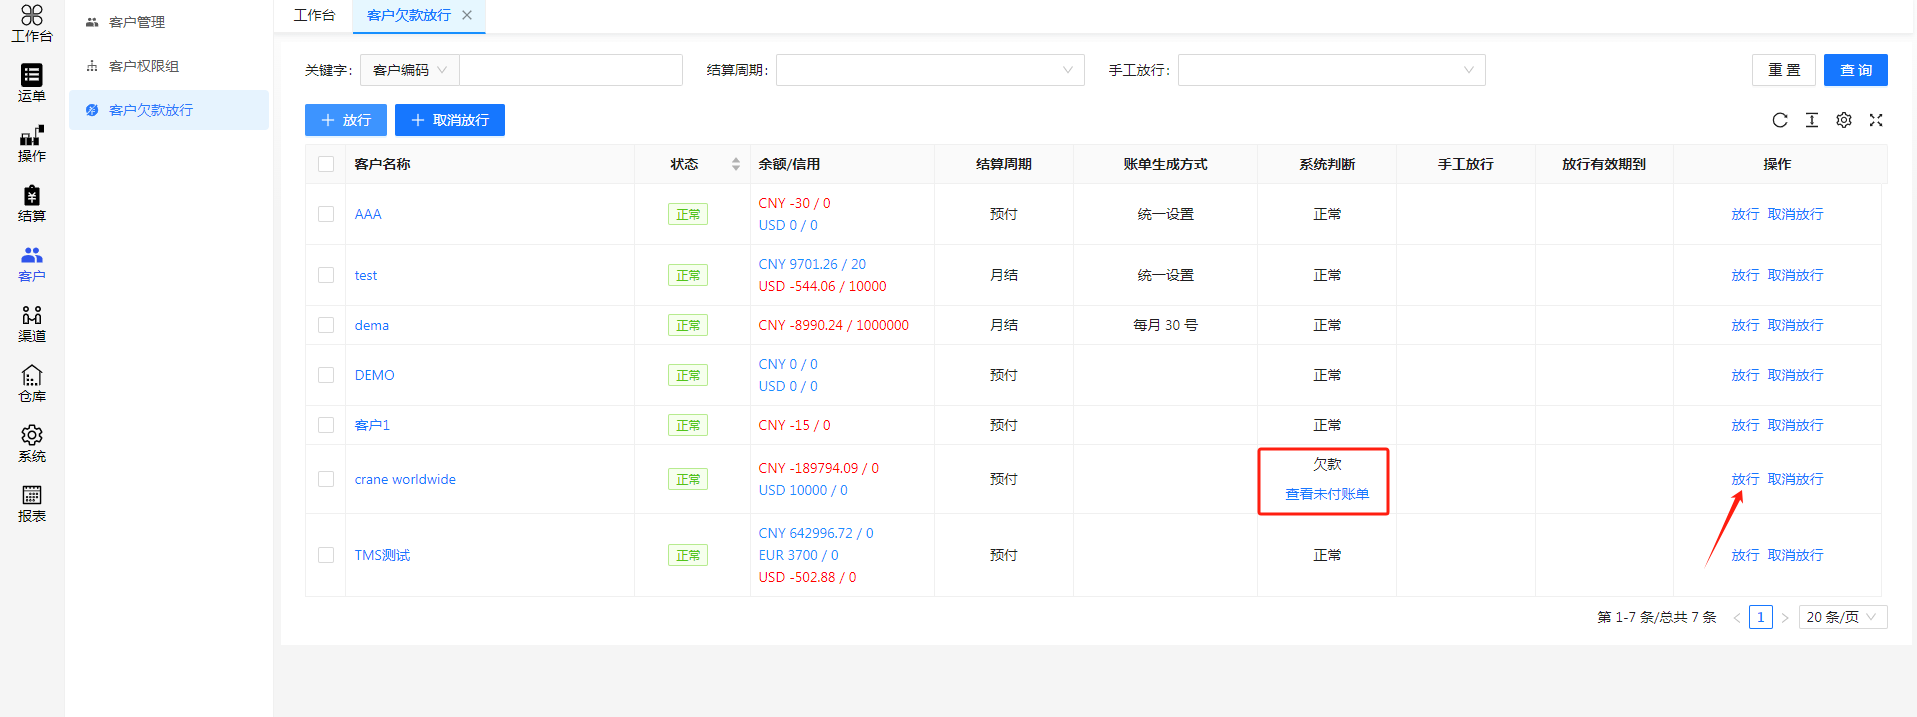 工作台
运单
操作
结算
客户
渠道
仓库
系统
报表
客户管理
客户权限组
客户欠款放行
工作台 客户欠款放行
关键字: 客户编码 结算周期: 手工放行: 重 置 查 询
放行 取消放行
客户名称 状态 余额/信用 结算周期 账单生成方式 系统判断 手工放行 放行有效期到 操作
AAA 正常 CNY -30 / 0 预付 统一设置 正常 放行 取消放行
USD 0 / 0
test 正常 CNY 9701.26 / 20 月结 统一设置 正常 放行 取消放行
USD -544.06 / 10000
dema 正常 CNY -8990.24 / 1000000 月结 每月 30 号 正常 放行 取消放行
DEMO 正常 CNY 0 / 0 预付 正常 放行 取消放行
USD 0 / 0
客户1 正常 CNY -15 / 0 预付 正常 放行 取消放行
crane worldwide 正常 CNY -189794.09 / 0 预付 欠款 放行 取消放行
USD 10000 / 0 查看未付账单
TMS测试 正常 CNY 642996.72 / 0 预付 正常 放行 取消放行
EUR 3700 / 0
USD -502.88 / 0
第 1-7 条/总共 7 条 1 20 条/页